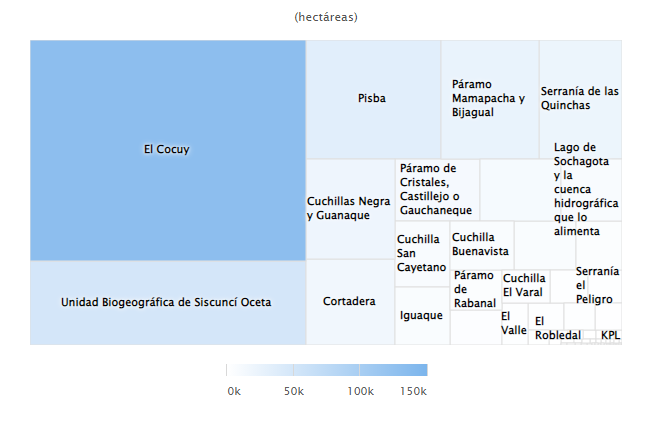 (hectáreas)
El Cocuy
Unidad Biogeográfica de Siscuncí Oceta
Pisba
Páramo
Mamapacha y
Bijagual
Serranía de las
Quinchas
Cuchillas Negra
y Guanaque
Páramo de
Cristales,
Castillejo o
Gauchaneque
Lago de
Sochagota
y la
cuenca
hidrográfica
que lo
alimenta
Cortadera
Cuchilla
San
Cayetano
Cuchilla
Buenavista
Iguaque
Páramo
de
Rabanal
Cuchilla
El Varal
Serranía
el
Peligro
El
Valle
El
Robledal
KPL
0k
50k
100k
150k